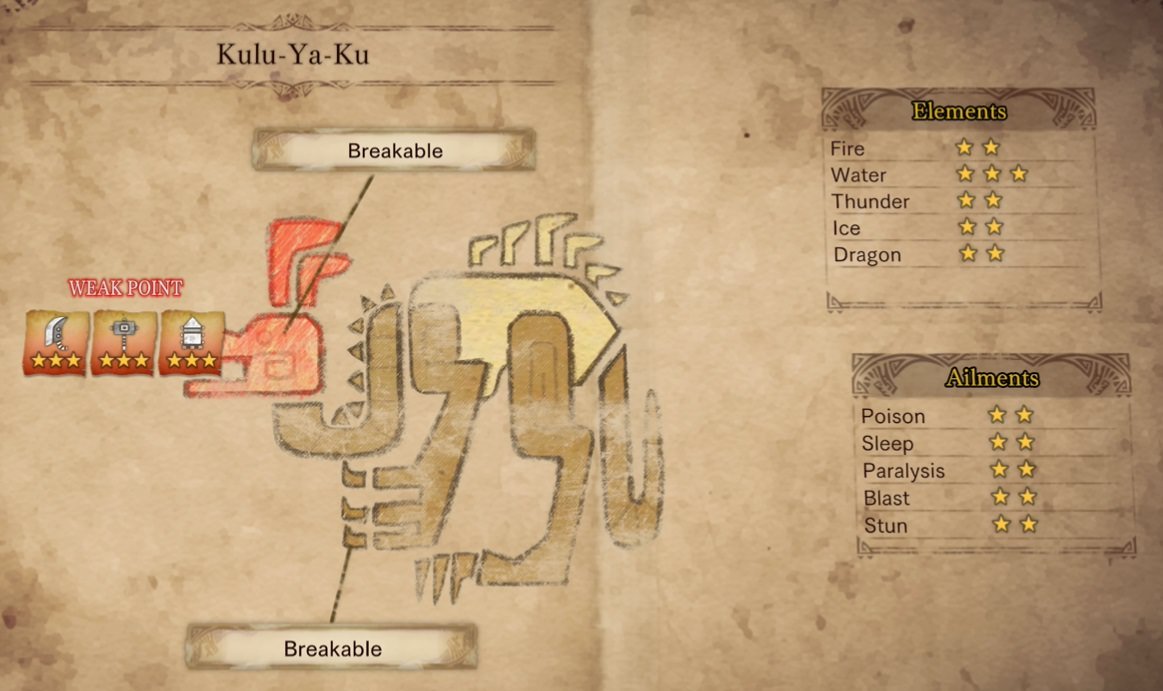 Kulu-Ya-Ku
Breakable
WEAK POINT
Breakable
Elements
Fire
Water
Thunder
Ice
Dragon
Ailments
Poison
Sleep
Paralysis
Blast
Stun